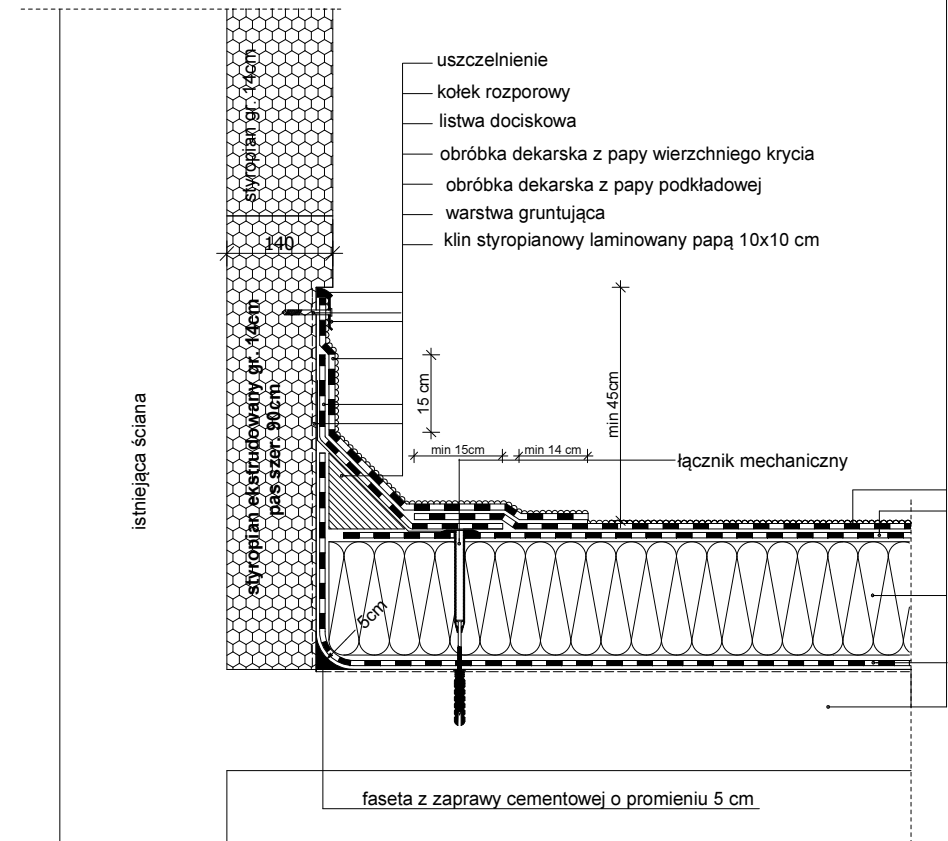 uszczelnienie
kołek rozporowy
listwa dociskowa
obróbka dekarska z papy wierzchniego krycia
obróbka dekarska z papy podkładowej
warstwa gruntująca
klin styropianowy laminowany papą 10x10 cm
styropian gr. 14cm
140
styropian ekstrudowany gr. 14cm
pas szer. 90cm
istniejąca ściana
15 cm
min 45cm
min 15cm
min 14 cm
łącznik mechaniczny
5cm
faseta z zaprawy cementowej o promieniu 5 cm